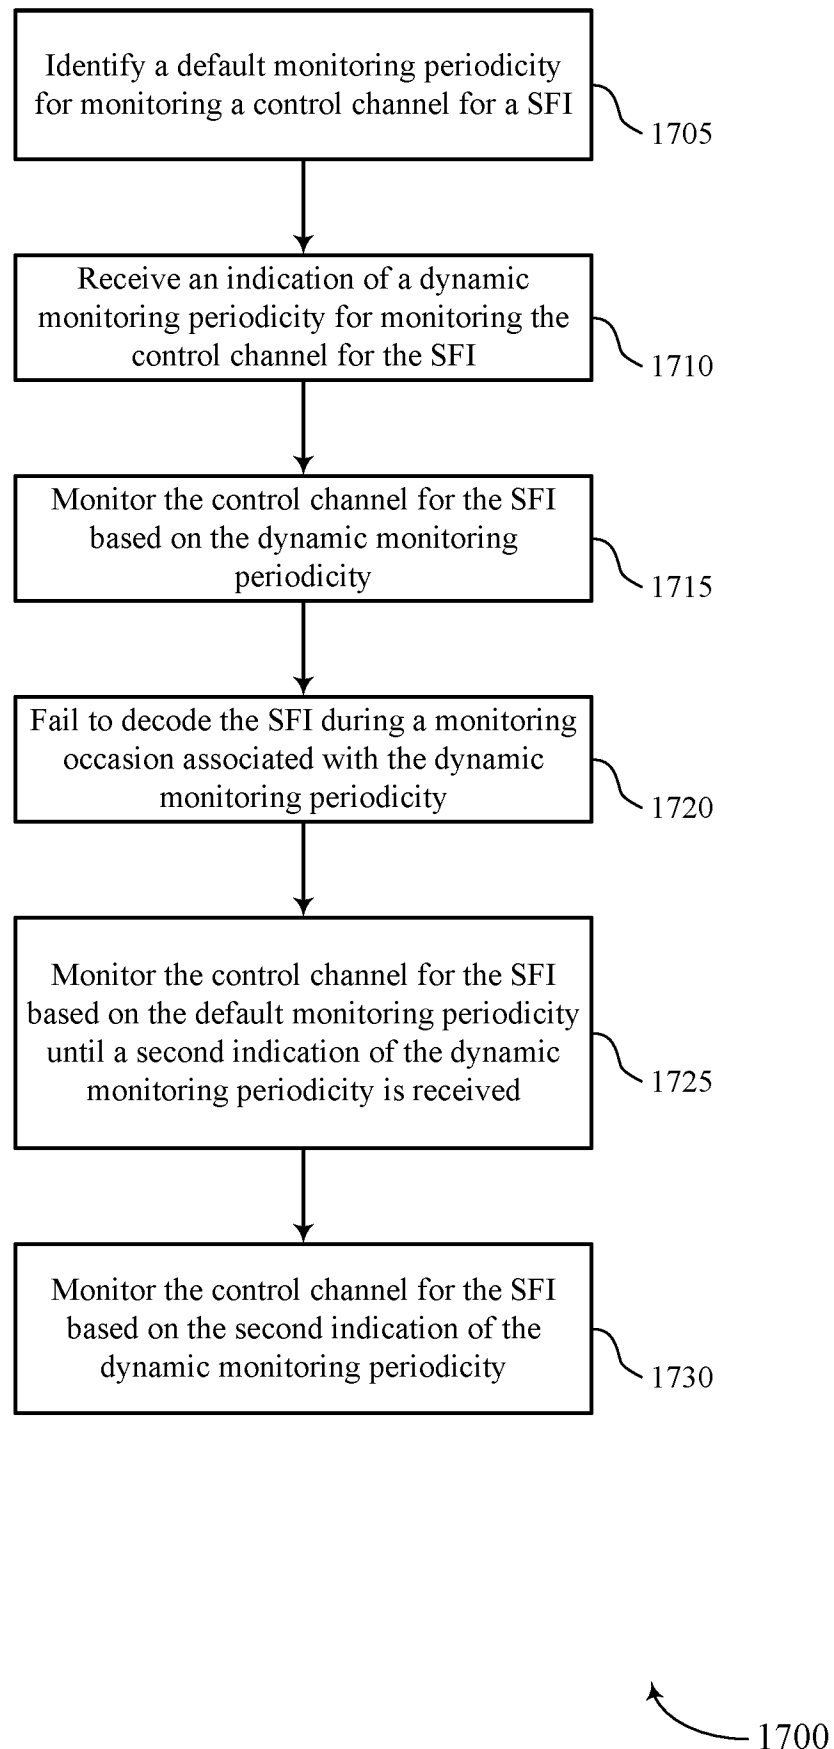 Identify a default monitoring periodicity
for monitoring a control channel for a SFI
1705
Receive an indication of a dynamic
monitoring periodicity for monitoring the
control channel for the SFI
1710
Monitor the control channel for the SFI
based on the dynamic monitoring
periodicity
1715
Fail to decode the SFI during a monitoring
occasion associated with the dynamic
monitoring periodicity
1720
Monitor the control channel for the SFI
based on the default monitoring periodicity
until a second indication of the dynamic
monitoring periodicity is received
1725
Monitor the control channel for the SFI
based on the second indication of the
dynamic monitoring periodicity
1730
1700